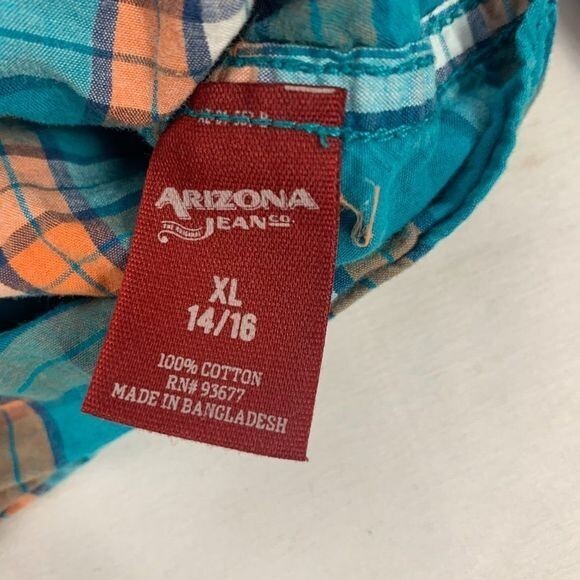 ARIZONA
THE ORIGINAL JEAN CO.
XL
14/16
100% COTTON
RN# 93677
MADE IN BANGLADESH